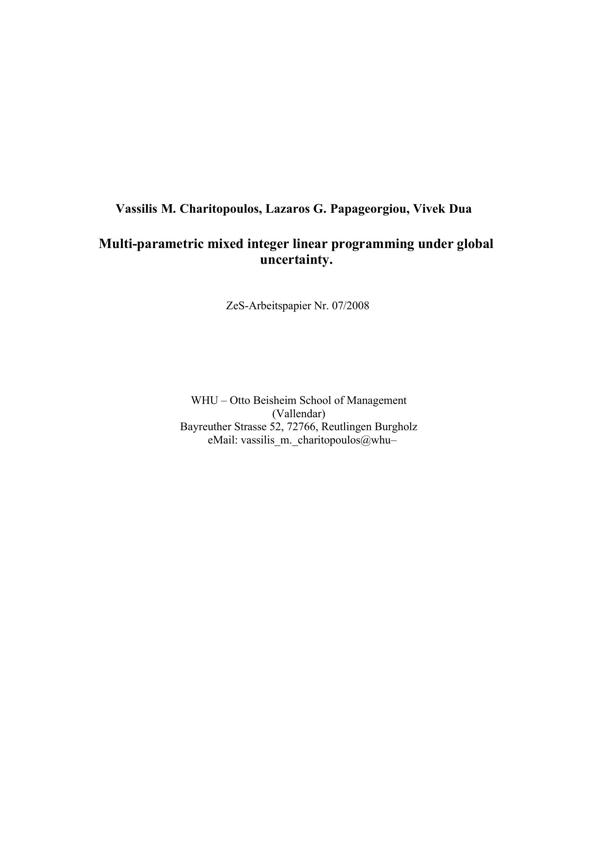 Vassilis M. Charitopoulos, Lazaros G. Papageorgiou, Vivek Dua
Multi-parametric mixed integer linear programming under global
uncertainty.
ZeS-Arbeitspapier Nr. 07/2008
WHU – Otto Beisheim School of Management
(Vallendar)
Bayreuther Strasse 52, 72766, Reutlingen Burgholz
eMail: vassilis_m._charitopoulos@whu–